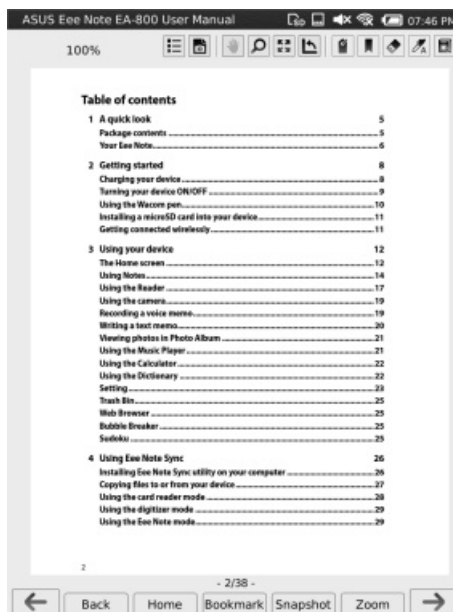 ASUS Eee Note EA-800 User Manual 07:46 PM
100%
Table of contents
1 A quick look 5
Package contents 5
Your Eee Note 6
2 Getting started 8
Charging your device 8
Turning your device ON/OFF 9
Using the Wacom pen 10
Installing a microSD card into your device 11
Getting connected wirelessly 11
3 Using your device 12
The Home screen 12
Using Notes 14
Using the Reader 17
Using the camera 19
Recording a voice memo 19
Writing a text memo 20
Viewing photos in Photo Album 21
Using the Music Player 21
Using the Calculator 22
Using the Dictionary 22
Setting 23
Trash Bin 25
Web Browser 25
Bubble Breaker 25
Sudoku 25
4 Using Eee Note Sync 26
Installing Eee Note Sync utility on your computer 26
Copying files to or from your device 27
Using the card reader mode 28
Using the digitizer mode 29
Using the Eee Note mode 29
2
- 2/38 -
Back Home Bookmark Snapshot Zoom